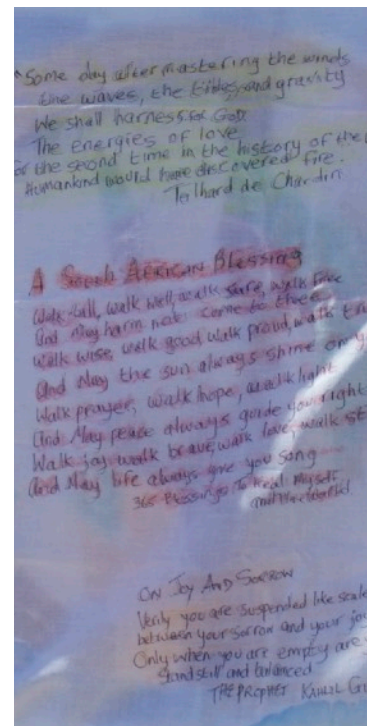 "Some day after mastering the winds
the waves, the tides, and gravity
We shall harness for God
The energies of love
for the second time in the history of the
Humankind would have discovered fire.
Teilhard de Chardin
A South African Blessing
Walk tall, walk well, walk safe, walk free
And May harm never come to thee
Walk wise, walk good walk proud, walk
And May the sun always shine on
Walk prayer, walk hope, walk light
And May peace always guide you right
Walk joy, walk brave, walk love, walk
And May life always give you song
365 Blessings To Heal Myself
and the World
On Joy And Sorrow
Verily you are suspended like
between your sorrow and your
Only when you are empty are
standstill and balanced
THE PROPHET KAHLIL